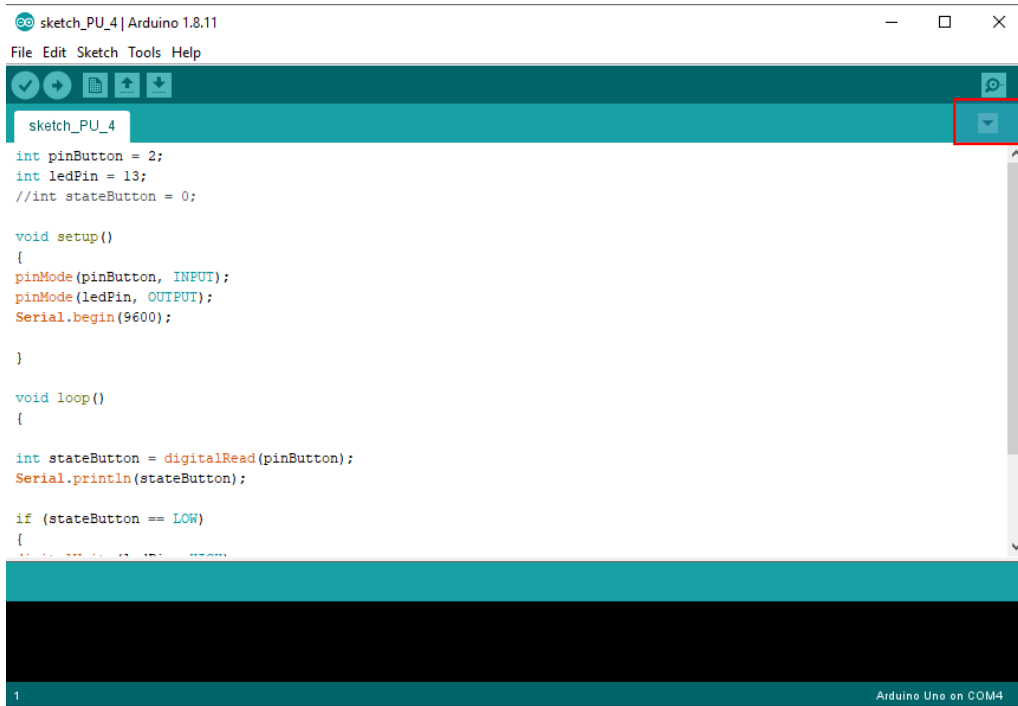 sketch_PU_4 | Arduino 1.8.11
File Edit Sketch Tools Help
sketch_PU_4
int pinButton = 2;
int ledPin = 13;
//int stateButton = 0;
void setup()
{
pinMode(pinButton, INPUT);
pinMode(ledPin, OUTPUT);
Serial.begin(9600);
}
void loop()
{
int stateButton = digitalRead(pinButton);
Serial.println(stateButton);
if (stateButton == LOW)
{
1
Arduino Uno on COM4